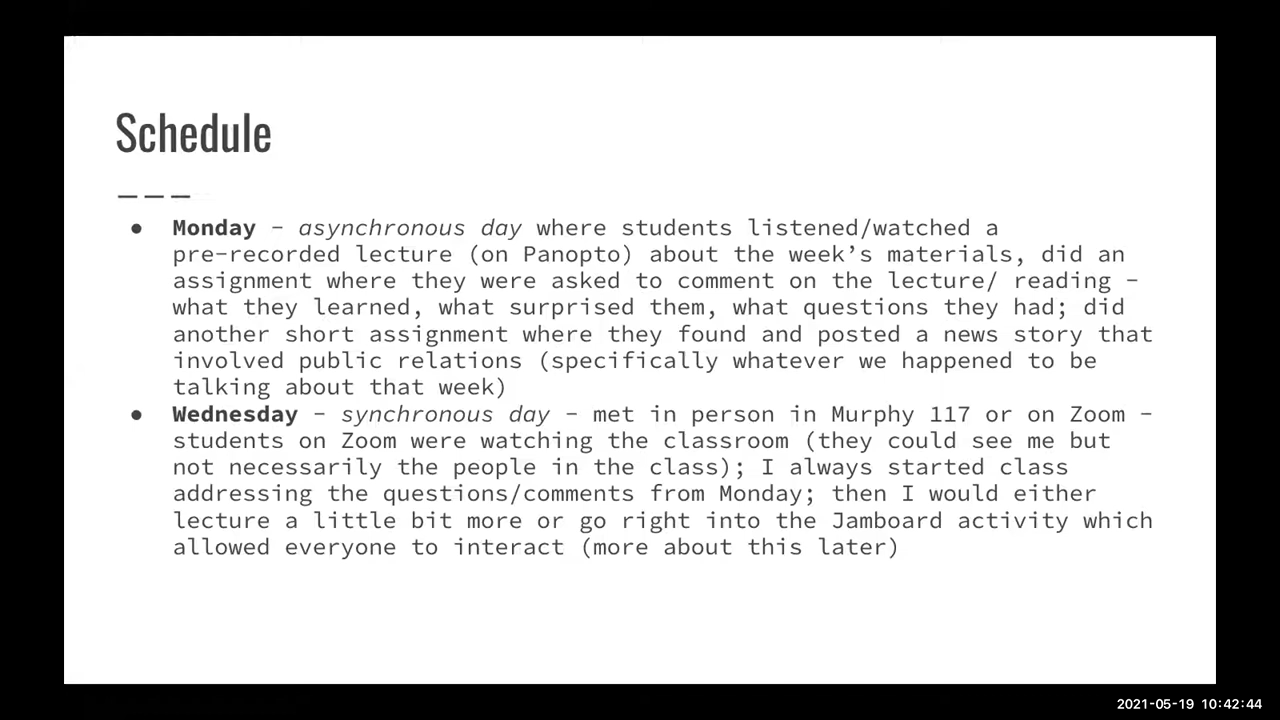 Schedule
● Monday – asynchronous day where students listened/watched a
pre-recorded lecture (on Panopto) about the week’s materials, did an
assignment where they were asked to comment on the lecture/ reading –
what they learned, what surprised them, what questions they had; did
another short assignment where they found and posted a news story that
involved public relations (specifically whatever we happened to be
talking about that week)
● Wednesday – synchronous day – met in person in Murphy 117 or on Zoom –
students on Zoom were watching the classroom (they could see me but
not necessarily the people in the class); I always started class
addressing the questions/comments from Monday; then I would either
lecture a little bit more or go right into the Jamboard activity which
allowed everyone to interact (more about this later)
2021-05-19 10:42:44